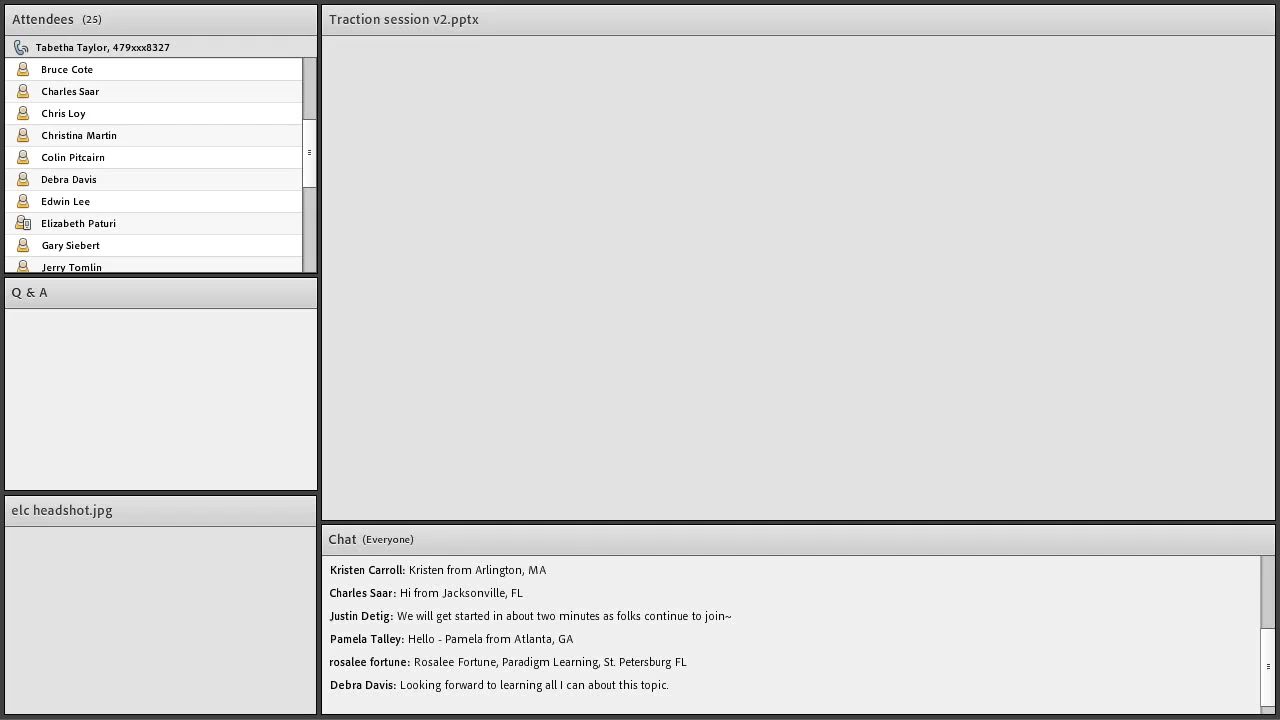 Attendees (25)
Tabetha Taylor, 479xxx8327
Bruce Cote
Charles Saar
Chris Loy
Christina Martin
Colin Pitcairn
Debra Davis
Edwin Lee
Elizabeth Paturi
Gary Siebert
Jerry Tomlin
Q & A
elc headshot.jpg
Traction session v2.pptx
Chat (Everyone)
Kristen Carroll: Kristen from Arlington, MA
Charles Saar: Hi from Jacksonville, FL
Justin Detig: We will get started in about two minutes as folks continue to join~
Pamela Talley: Hello - Pamela from Atlanta, GA
rosalee fortune: Rosalee Fortune, Paradigm Learning, St. Petersburg FL
Debra Davis: Looking forward to learning all I can about this topic.